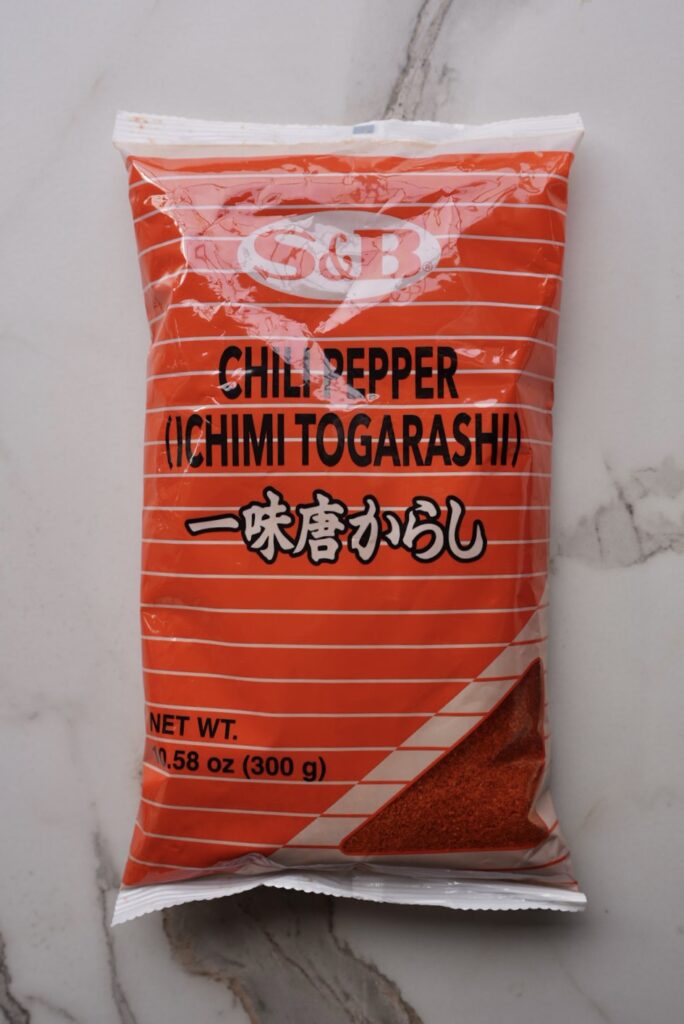 S&B®
CHILI PEPPER
(ICHIMI TOGARASHI)
一味唐からし
NET WT.
10.58 oz (300 g)